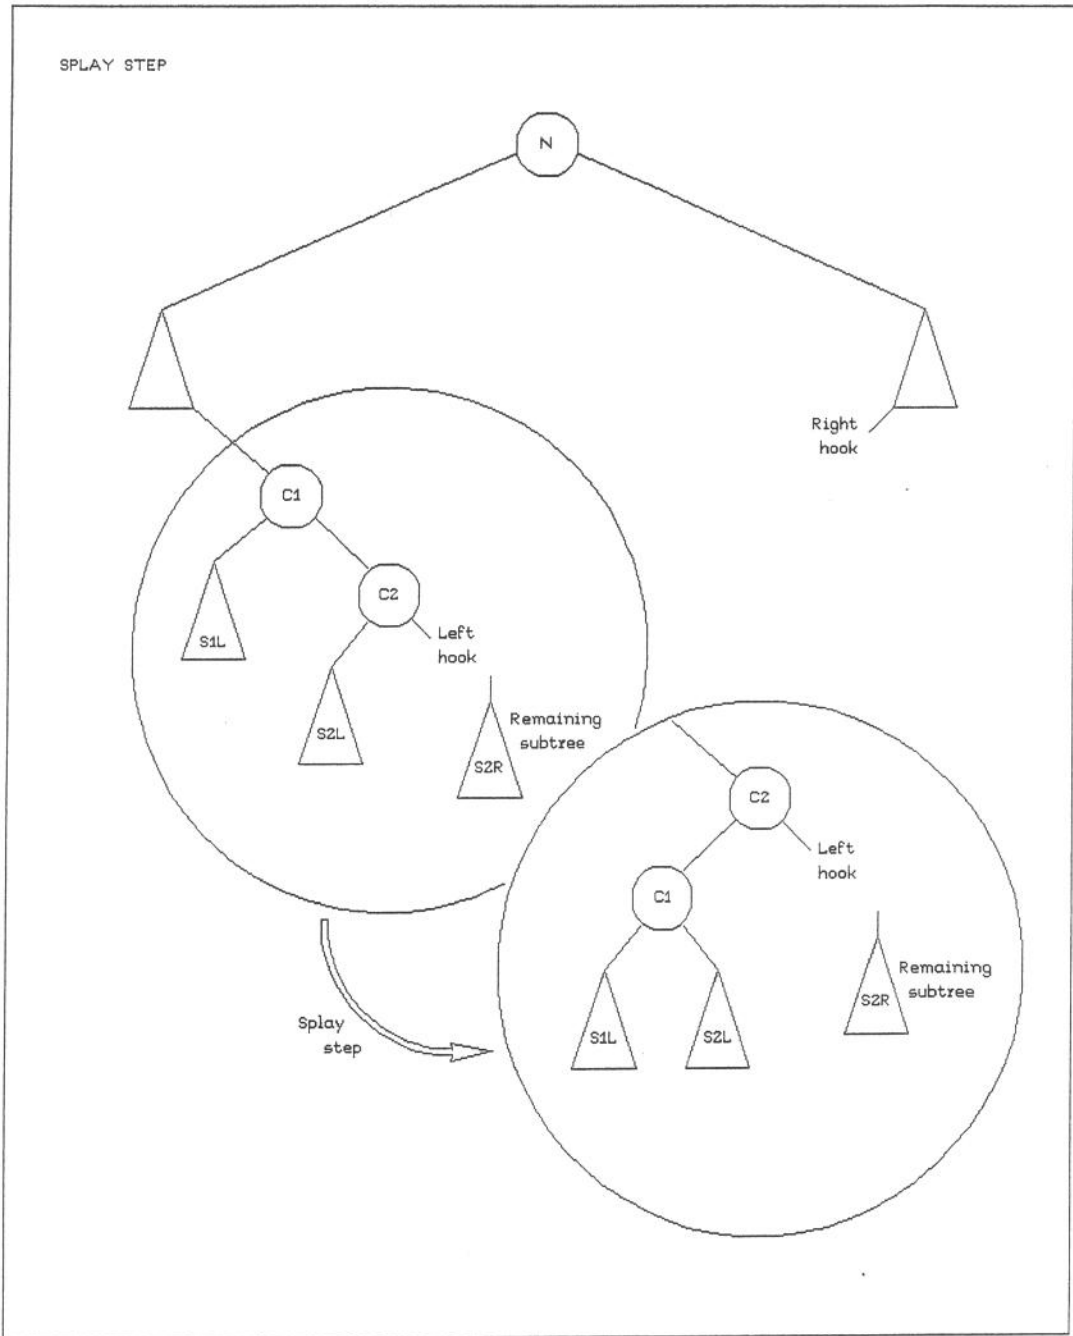 SPLAY STEP
N
Right
hook
C1
C2
Left
hook
S1L
S2L
Remaining
subtree
S2R
C2
Left
hook
C1
Remaining
subtree
S2R
Splay
step
S1L
S2L